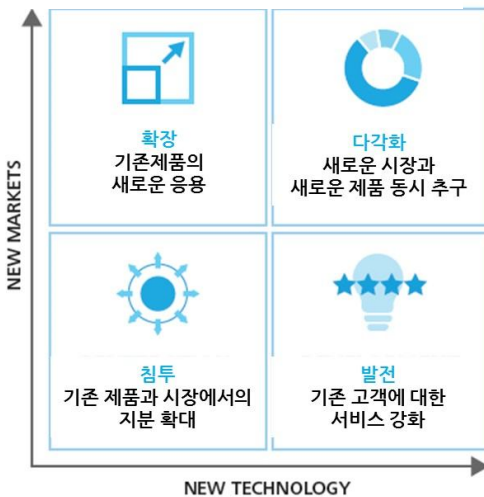 NEW MARKETS
확장
기존제품의
새로운 응용
다각화
새로운 시장과
새로운 제품 동시 추구
침투
기존 제품과 시장에서의
지분 확대
발전
기존 고객에 대한
서비스 강화
NEW TECHNOLOGY